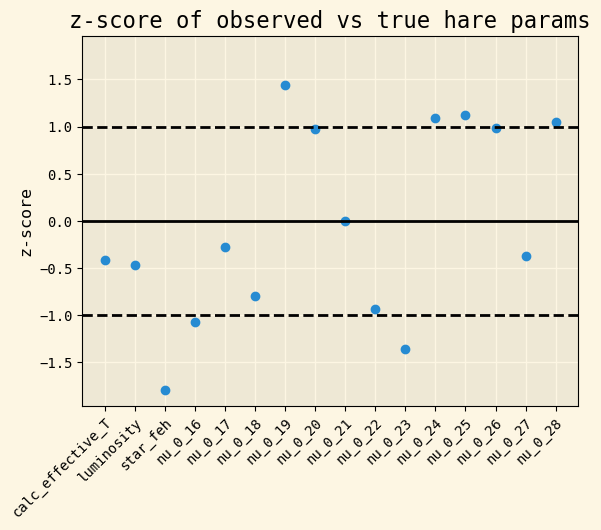 z-score of observed vs true hare params
z-score
1.5
1.0
0.5
0.0
−0.5
−1.0
−1.5
calc_effective_T
luminosity
star_feh
nu_0_16
nu_0_17
nu_0_18
nu_0_19
nu_0_20
nu_0_21
nu_0_22
nu_0_23
nu_0_24
nu_0_25
nu_0_26
nu_0_27
nu_0_28